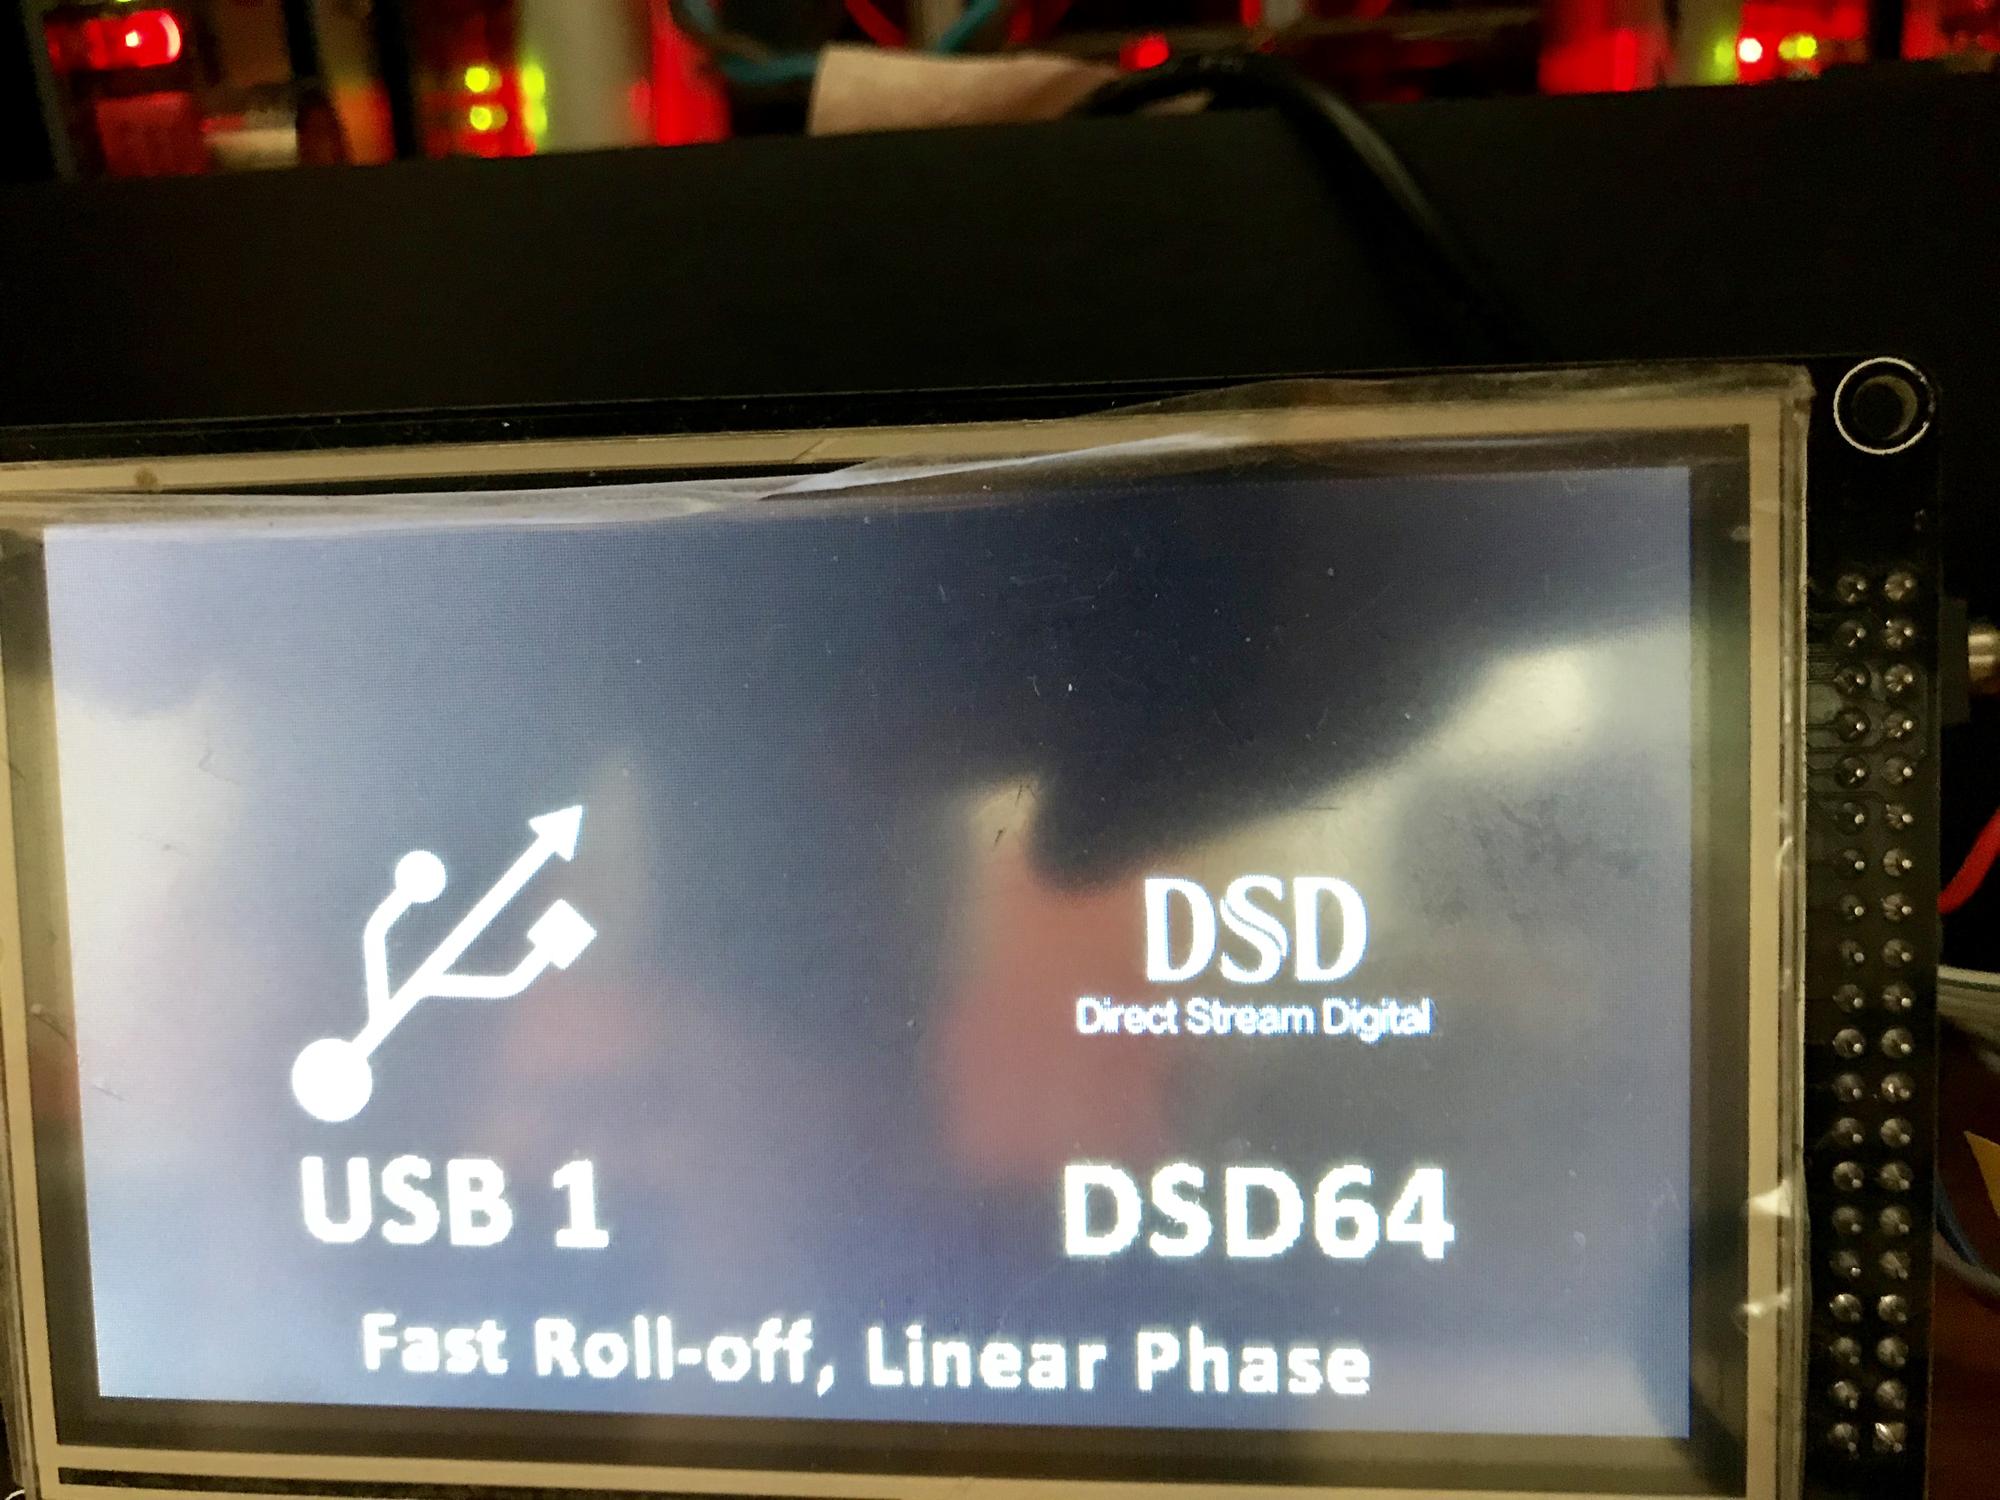 DSD
Direct Stream Digital
USB 1
DSD64
Fast Roll-off, Linear Phase